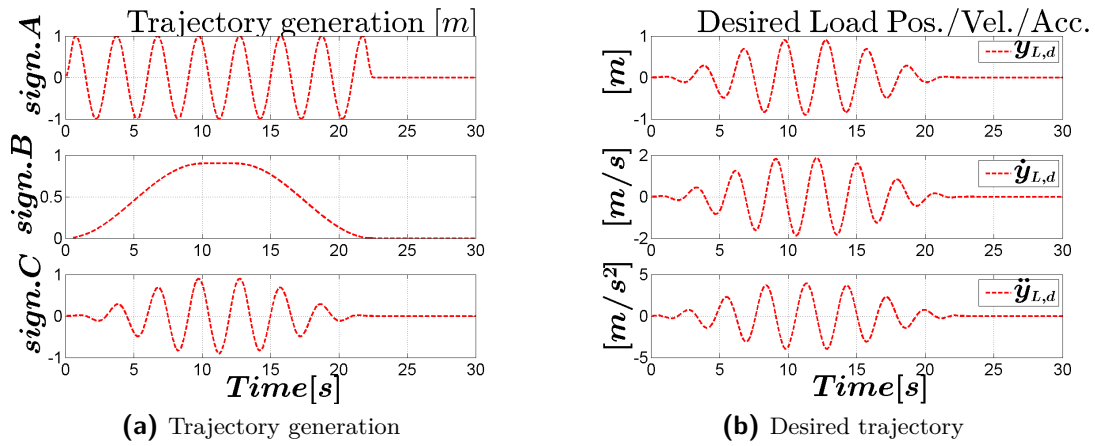 Trajectory generation [m]
sign.A
1
0
-1
0 5 10 15 20 25 30
sign.B
1
0.5
0
0 5 10 15 20 25 30
sign.C
1
0
-1
0 5 10 15 20 25 30
Time[s]
(a) Trajectory generation
Desired Load Pos./Vel./Acc.
[m]
1
0
-1
y_{L,d}
0 5 10 15 20 25 30
[m/s]
2
0
-2
ẏ_{L,d}
0 5 10 15 20 25 30
[m/s²]
5
0
-5
ÿ_{L,d}
0 5 10 15 20 25 30
Time[s]
(b) Desired trajectory